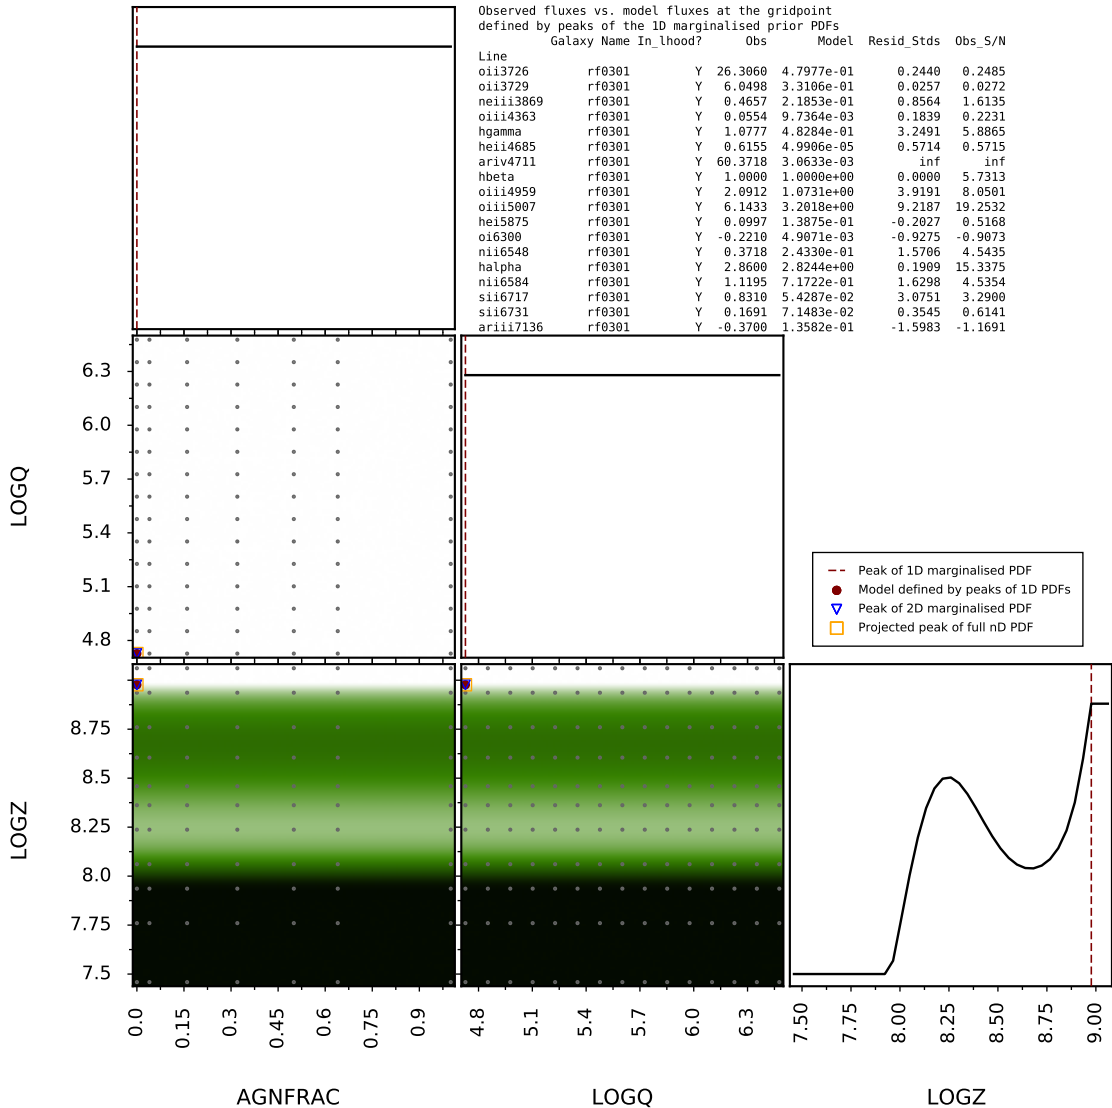 Observed fluxes vs. model fluxes at the gridpoint
defined by peaks of the 1D marginalised prior PDFs
Galaxy Name In_lhood? Obs Model Resid_Stds Obs_S/N
Line
oii3726 rf0301 Y 26.3060 4.7977e-01 0.2440 0.2485
oii3729 rf0301 Y 6.0498 3.3106e-01 0.0257 0.0272
neiii3869 rf0301 Y 0.4657 2.1853e-01 0.8564 1.6135
oiii4363 rf0301 Y 0.0554 9.7364e-03 0.1839 0.2231
hgamma rf0301 Y 1.0777 4.8284e-01 3.2491 5.8865
heii4685 rf0301 Y 0.6155 4.9906e-05 0.5714 0.5715
ariv4711 rf0301 Y 60.3718 3.0633e-03 inf inf
hbeta rf0301 Y 1.0000 1.0000e+00 0.0000 5.7313
oiii4959 rf0301 Y 2.0912 1.0731e+00 3.9191 8.0501
oiii5007 rf0301 Y 6.1433 3.2018e+00 9.2187 19.2532
hei5875 rf0301 Y 0.0997 1.3875e-01 -0.2027 0.5168
oi6300 rf0301 Y -0.2210 4.9071e-03 -0.9275 -0.9073
nii6548 rf0301 Y 0.3718 2.4330e-01 1.5706 4.5435
halpha rf0301 Y 2.8600 2.8244e+00 0.1909 15.3375
nii6584 rf0301 Y 1.1195 7.1722e-01 1.6298 4.5354
sii6717 rf0301 Y 0.8310 5.4287e-02 3.0751 3.2900
sii6731 rf0301 Y 0.1691 7.1483e-02 0.3545 0.6141
ariii7136 rf0301 Y -0.3700 1.3582e-01 -1.5983 -1.1691
LOGQ
6.3
6.0
5.7
5.4
5.1
4.8
Peak of 1D marginalised PDF
Model defined by peaks of 1D PDFs
Peak of 2D marginalised PDF
Projected peak of full nD PDF
LOGZ
8.75
8.5
8.25
8.0
7.75
7.5
0.0 0.15 0.3 0.45 0.6 0.75 0.9
4.8 5.1 5.4 5.7 6.0 6.3
7.50 7.75 8.00 8.25 8.50 8.75 9.00
AGNFRAC LOGQ LOGZ